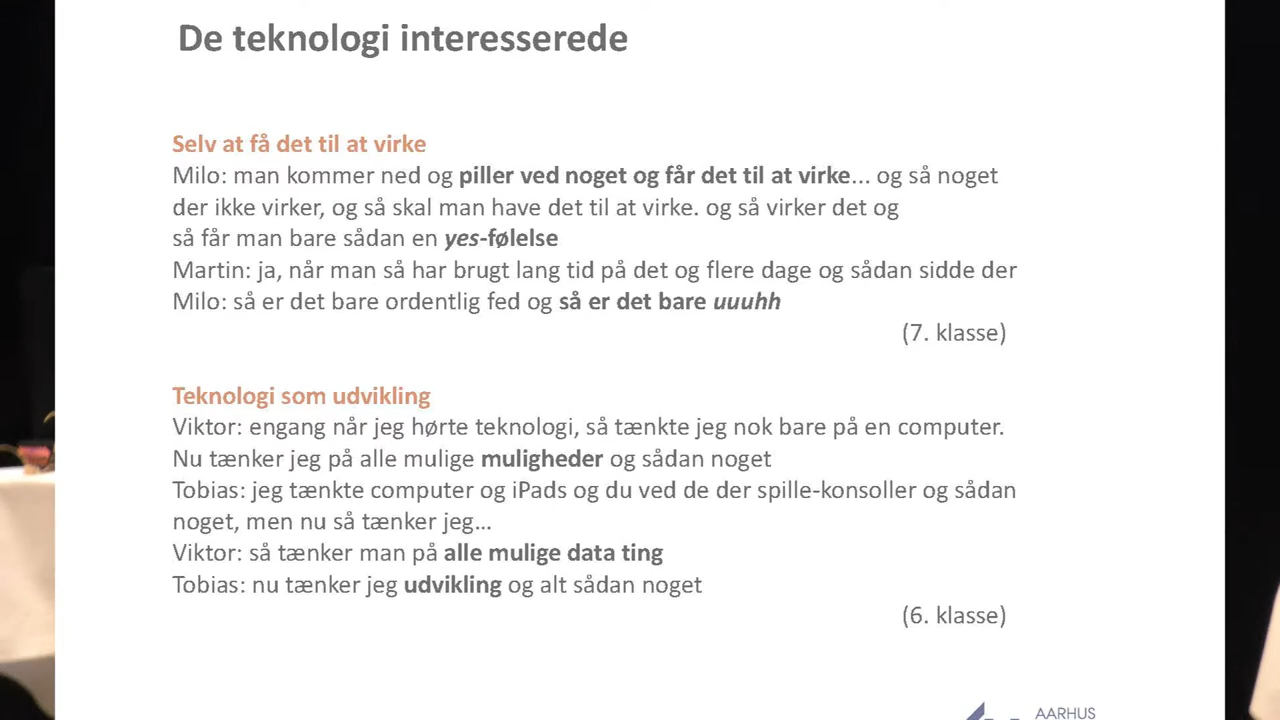 De teknologi interesserede
Selv at få det til at virke
Milo: man kommer ned og piller ved noget og får det til at virke... og så noget
der ikke virker, og så skal man have det til at virke. og så virker det og
så får man bare sådan en yes-følelse
Martin: ja, når man så har brugt lang tid på det og flere dage og sådan sidde der
Milo: så er det bare ordentlig fed og så er det bare uuuhh
(7. klasse)
Teknologi som udvikling
Viktor: engang når jeg hørte teknologi, så tænkte jeg nok bare på en computer.
Nu tænker jeg på alle mulige muligheder og sådan noget
Tobias: jeg tænkte computer og iPads og du ved de der spille-konsoller og sådan
noget, men nu så tænker jeg...
Viktor: så tænker man på alle mulige data ting
Tobias: nu tænker jeg udvikling og alt sådan noget
(6. klasse)
AARHUS